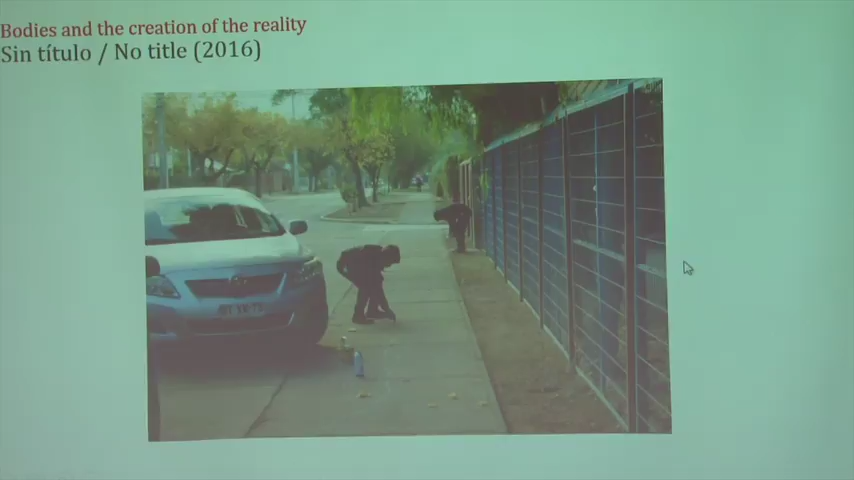 Bodies and the creation of the reality
Sin título / No title (2016)